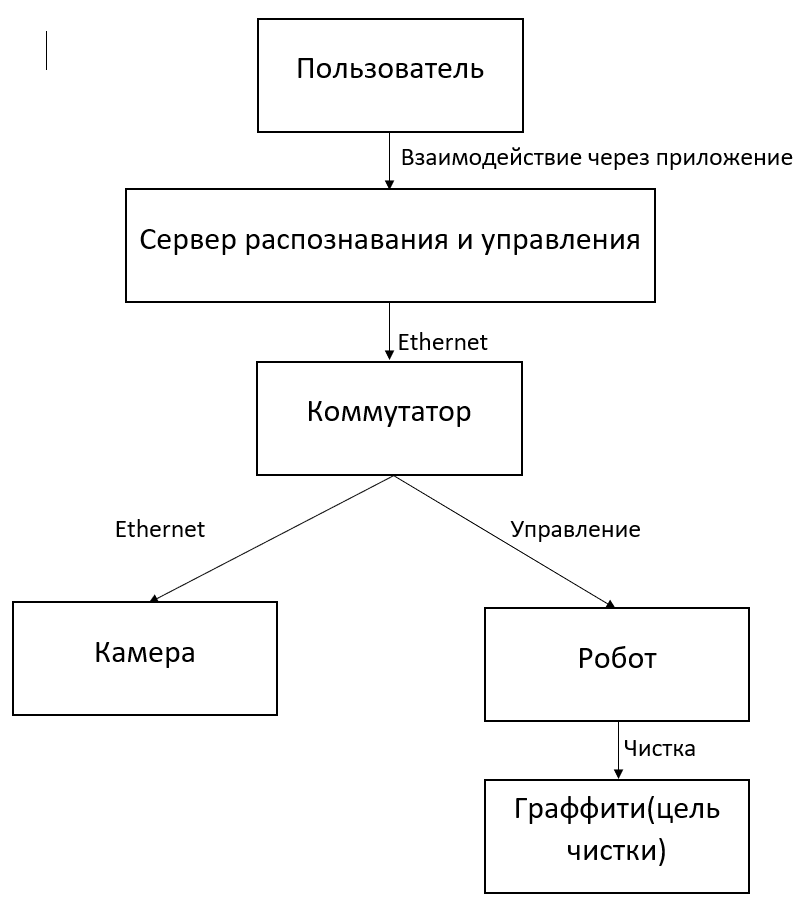 Пользователь
Взаимодействие через приложение
Сервер распознавания и управления
Ethernet
Коммутатор
Ethernet
Управление
Камера
Робот
Чистка
Граффити(цель
чистки)